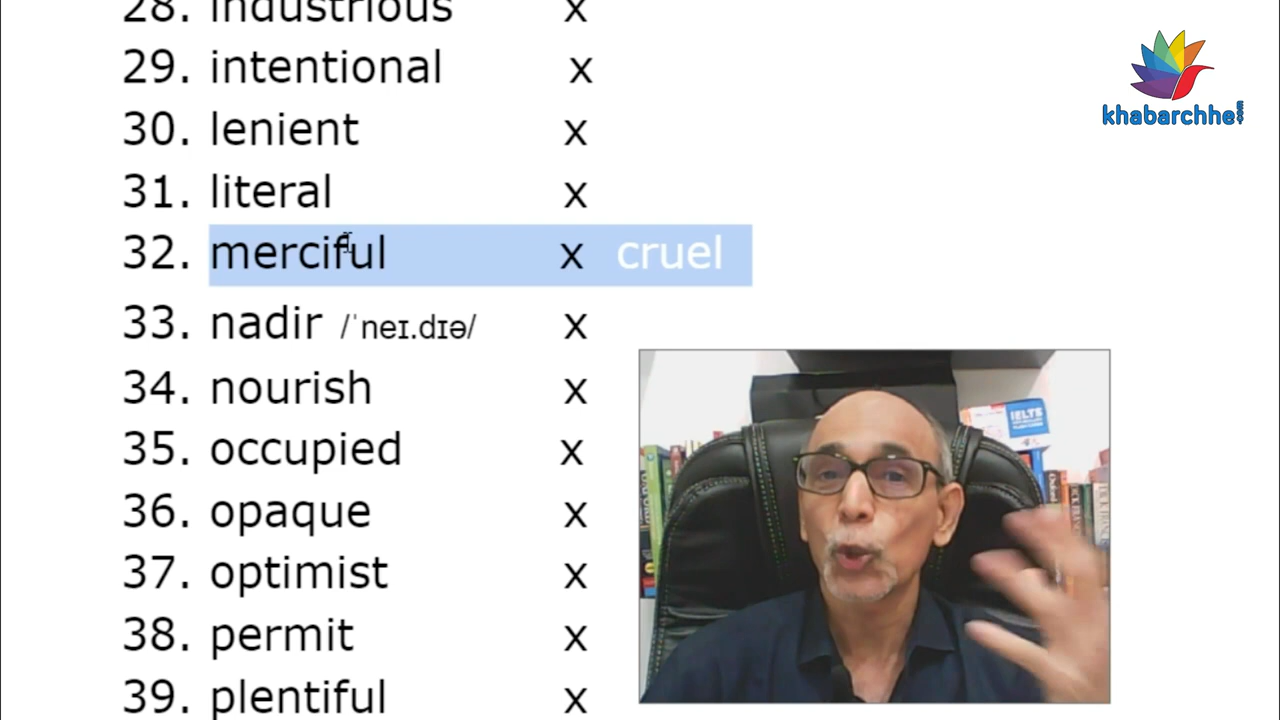 28. industrious x
29. intentional x
khabarchhe
30. lenient x
31. literal x
32. merciful x cruel
33. nadir /ˈneɪ.dɪə/ x
34. nourish x
35. occupied x
IELTS
36. opaque x
37. optimist x
38. permit x
39. plentiful x